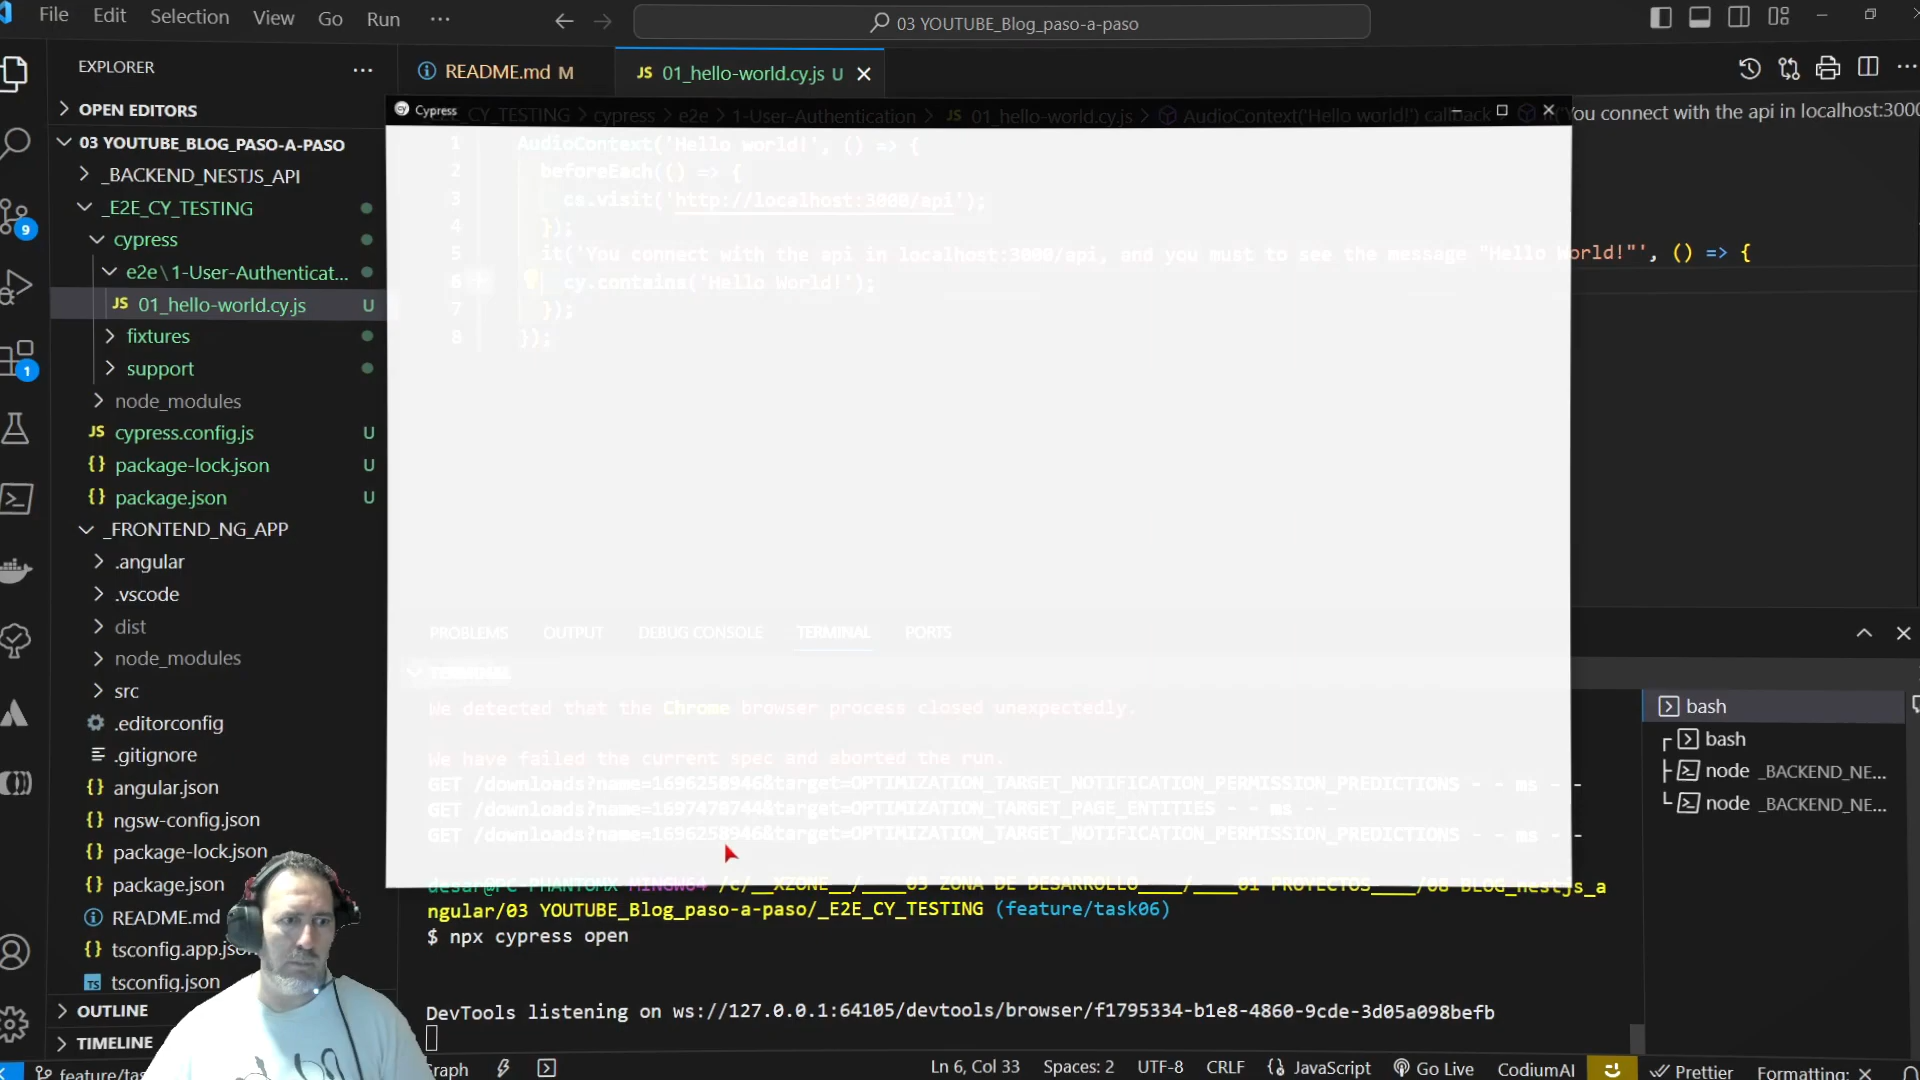 File Edit Selection View Go Run ···
03 YOUTUBE_Blog_paso-a-paso
EXPLORER
README.md M
JS 01_hello-world.cy.js U
OPEN EDITORS
03 YOUTUBE_BLOG_PASO-A-PASO
_BACKEND_NESTJS_API
_E2E_CY_TESTING
cypress
e2e\1-User-Authenticat...
JS 01_hello-world.cy.js U
fixtures
support
node_modules
JS cypress.config.js U
{} package-lock.json U
{} package.json U
_FRONTEND_NG_APP
.angular
.vscode
dist
node_modules
src
.editorconfig
.gitignore
{} angular.json
{} ngsw-config.json
{} package-lock.json
{} package.json
README.md
{} tsconfig.app.jso
TS tsconfig.json
OUTLINE
TIMELINE
9
1
CY_TESTING > cypress > e2e > 1-User-Authentication > JS 01_hello-world.cy.js > AudioContext('Hello world!') callback > 'You connect with the api in localhost:3000
cy Cypress
1 AudioContext('Hello world!', () => {
2 beforeEach(() => {
3 cs.visit('http://localhost:3000/api');
4 });
5 it('You connect with the api in localhost:3000/api, and you must to see the message "Hello World!"', () => {
6 cy.contains('Hello World!');
7 });
8 });
PROBLEMS OUTPUT DEBUG CONSOLE TERMINAL PORTS
TERMINAL
We detected that the Chrome browser process closed unexpectedly.
We have failed the current spec and aborted the run.
GET /downloads?name=1696258946&target=OPTIMIZATION_TARGET_NOTIFICATION_PERMISSION_PREDICTIONS - - ms - -
GET /downloads?name=1697470744&target=OPTIMIZATION_TARGET_PAGE_ENTITIES - - ms - -
GET /downloads?name=1696258946&target=OPTIMIZATION_TARGET_NOTIFICATION_PERMISSION_PREDICTIONS - - ms - -
desar@PC-PHANTOMX MINGW64 /c/__XZONE__/____03 ZONA DE DESARROLLO____/____01 PROYECTOS____/08 BLOG_nestjs_a
ngular/03 YOUTUBE_Blog_paso-a-paso/_E2E_CY_TESTING (feature/task06)
$ npx cypress open
DevTools listening on ws://127.0.0.1:64105/devtools/browser/f1795334-b1e8-4860-9cde-3d05a098befb
bash
bash
node _BACKEND_NE...
node _BACKEND_NE...
feature/tas
Graph
Ln 6, Col 33 Spaces: 2 UTF-8 CRLF {} JavaScript Go Live CodiumAI Prettier Formatting: ×